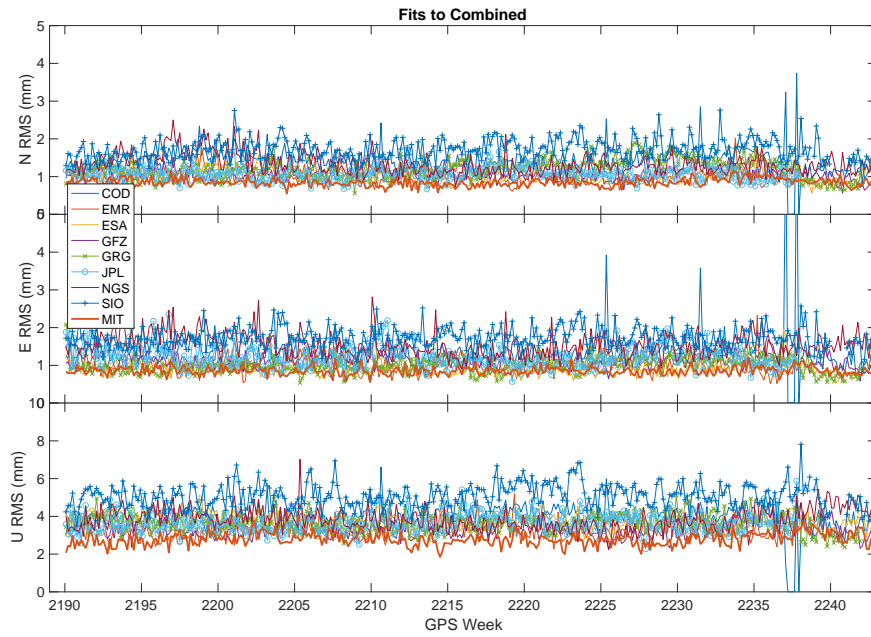 Fits to Combined
5
4
3
2
1
0
N RMS (mm)
COD
EMR
ESA
GFZ
GRG
JPL
NGS
SIO
MIT
5
4
3
2
1
0
E RMS (mm)
10
8
6
4
2
0
U RMS (mm)
2190 2195 2200 2205 2210 2215 2220 2225 2230 2235 2240
GPS Week